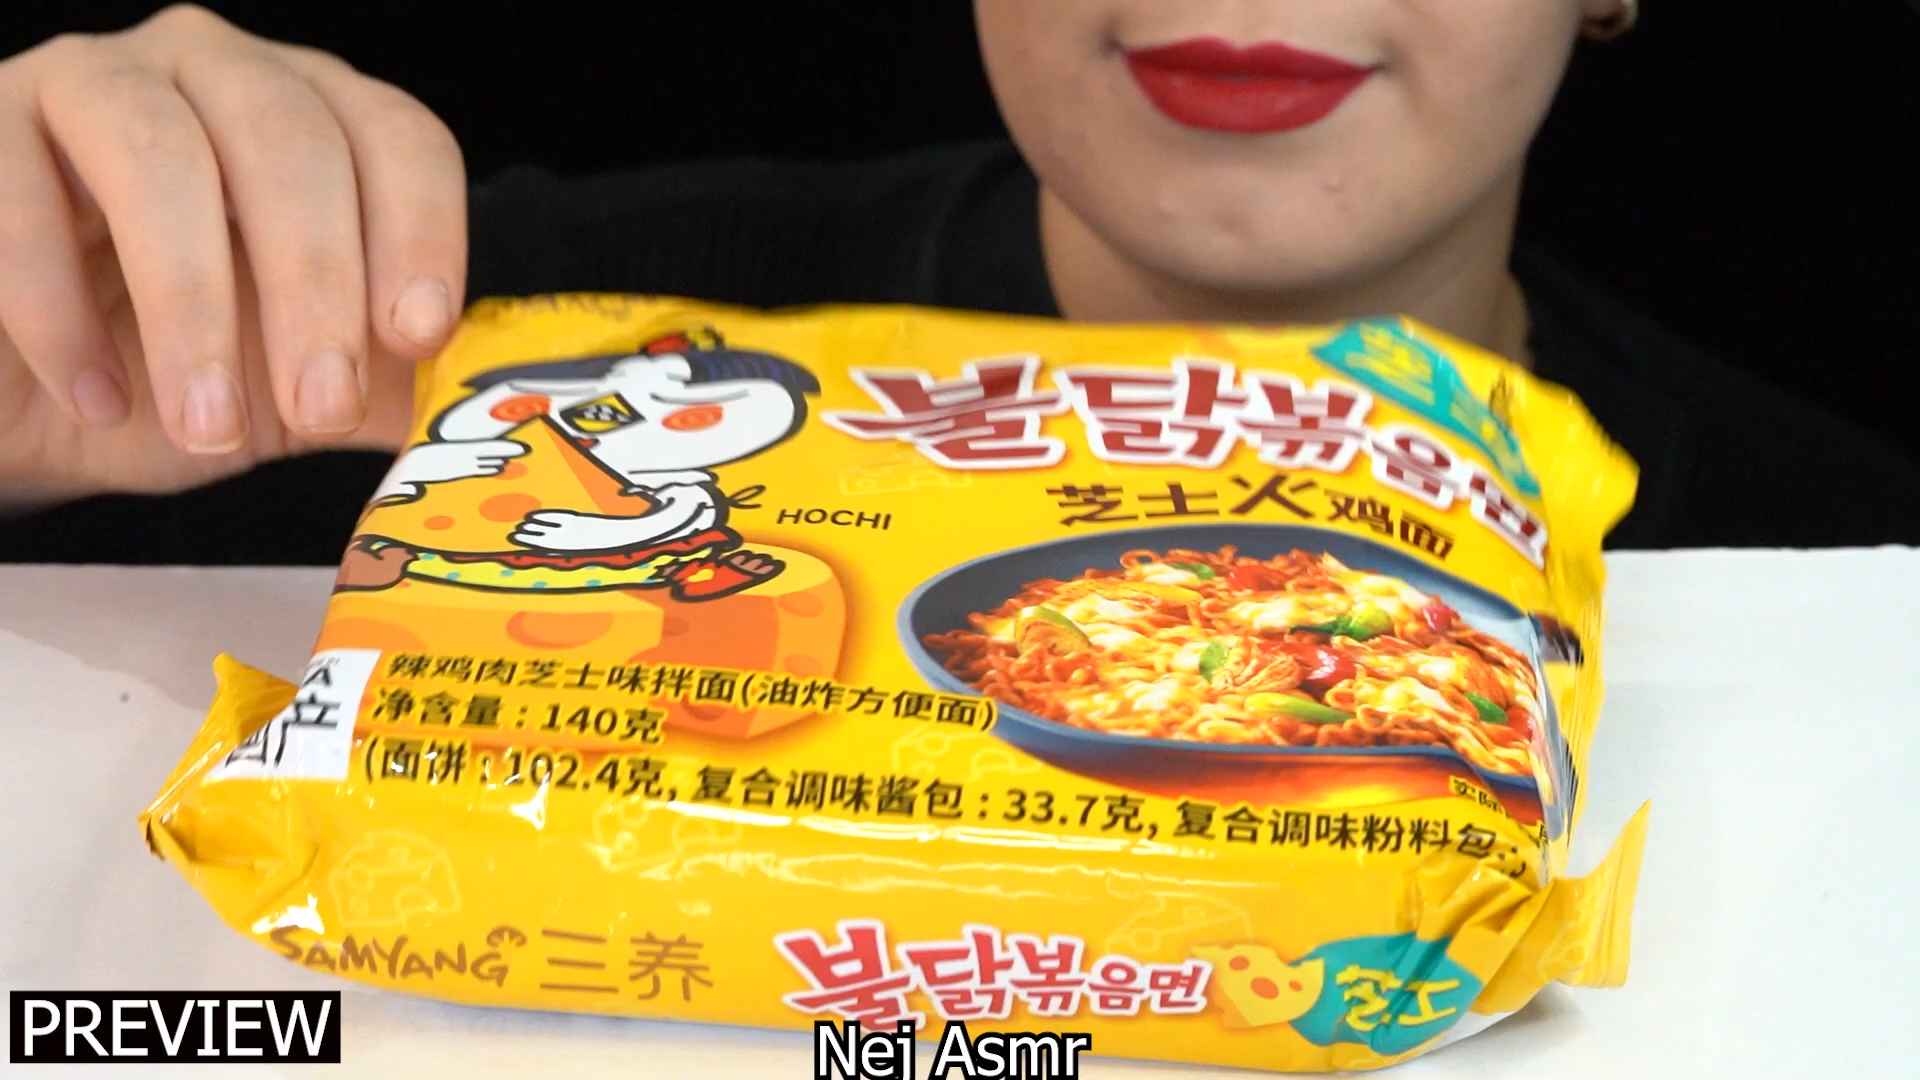 불닭볶음면
芝士火鸡面
HOCHI
辣鸡肉芝士味拌面(油炸方便面)
净含量：140克
(面饼：102.4克, 复合调味酱包：33.7克, 复合调味粉料包:
SAMYANG 三养
불닭볶음면
芝士
PREVIEW
Nej Asmr